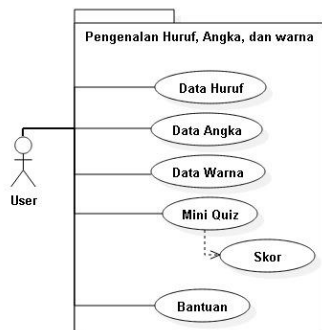 Pengenalan Huruf, Angka, dan warna
Data Huruf
Data Angka
Data Warna
User
Mini Quiz
Skor
Bantuan